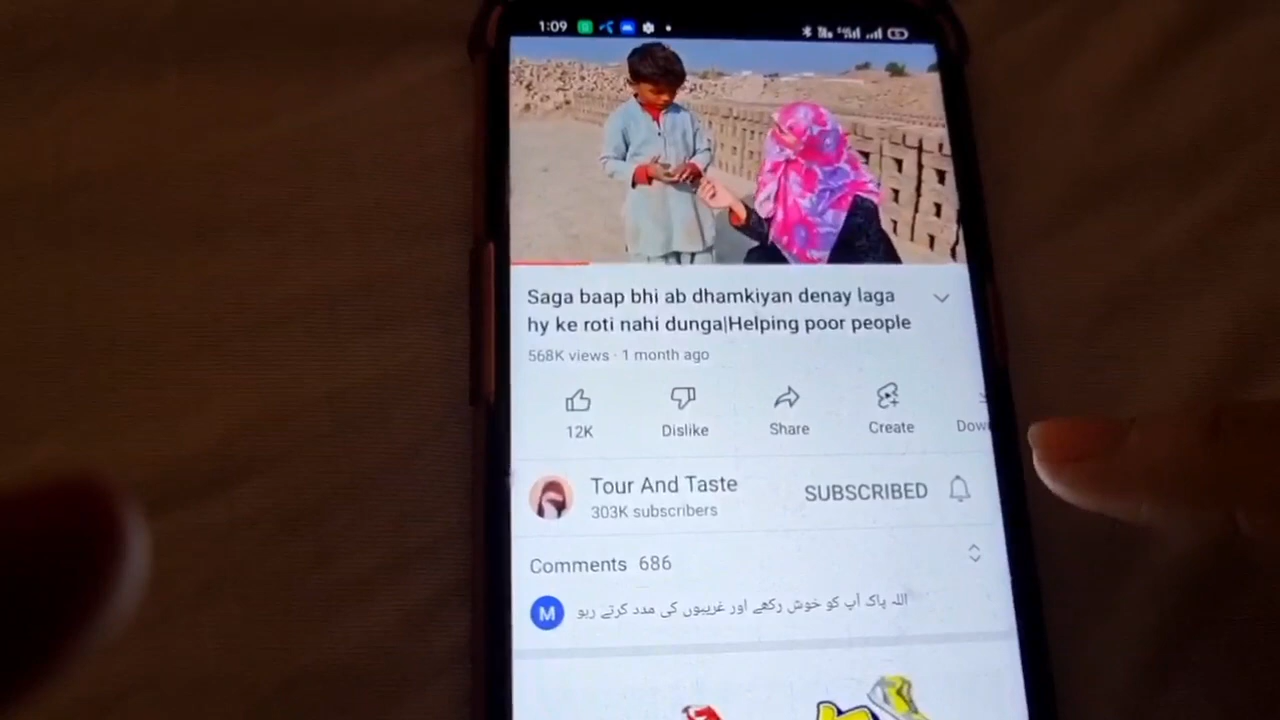 1:09
Saga baap bhi ab dhamkiyan denay laga
hy ke roti nahi dunga|Helping poor people
568K views · 1 month ago
12K
Dislike
Share
Create
Dow
Tour And Taste
303K subscribers
SUBSCRIBED
Comments 686
M
اللہ پاک آپ کو خوش رکھے اور غریبوں کی مدد کرتے رہو